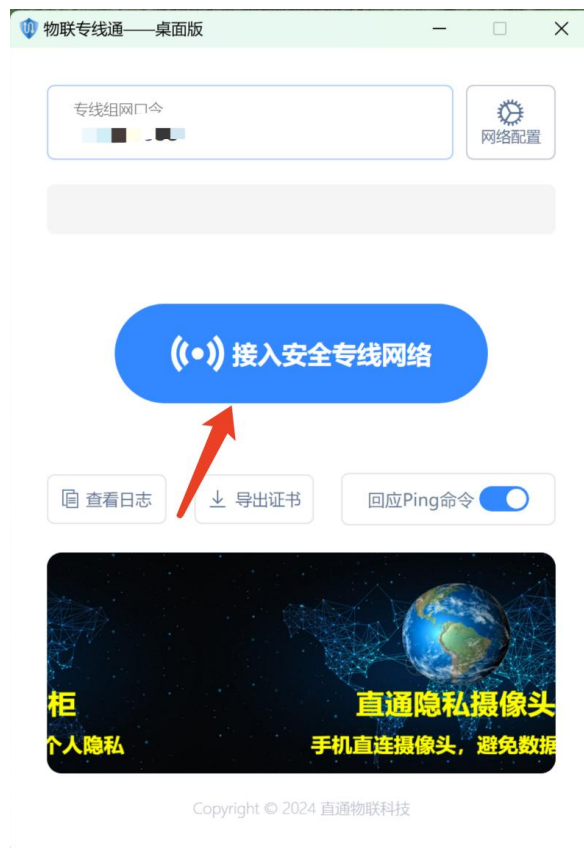 物联专线通——桌面版
专线组网口令
网络配置
接入安全专线网络
查看日志
导出证书
回应Ping命令
柜
直通隐私摄像头
个人隐私
手机直连摄像头，避免数据
Copyright © 2024 直通物联科技